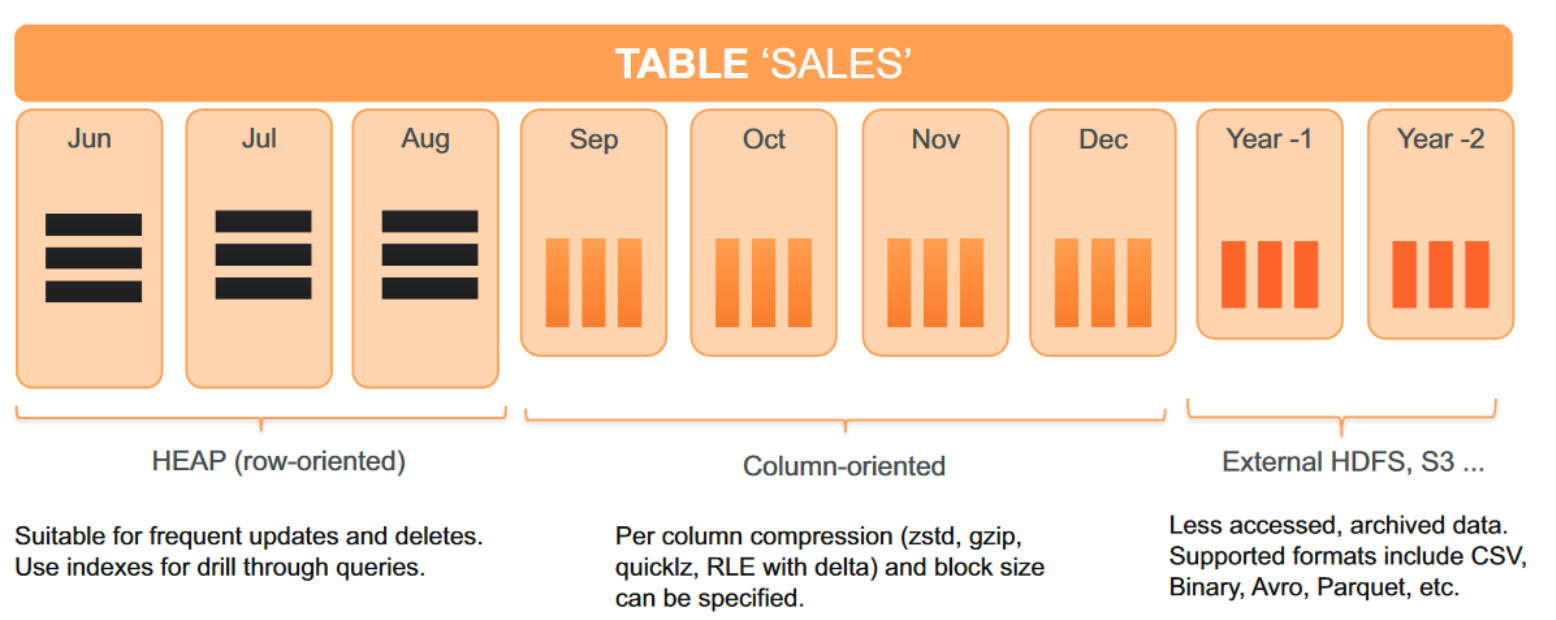 TABLE ‘SALES’
Jun
Jul
Aug
Sep
Oct
Nov
Dec
Year -1
Year -2
HEAP (row-oriented)
Column-oriented
External HDFS, S3 ...
Suitable for frequent updates and deletes.
Use indexes for drill through queries.
Per column compression (zstd, gzip,
quicklz, RLE with delta) and block size
can be specified.
Less accessed, archived data.
Supported formats include CSV,
Binary, Avro, Parquet, etc.